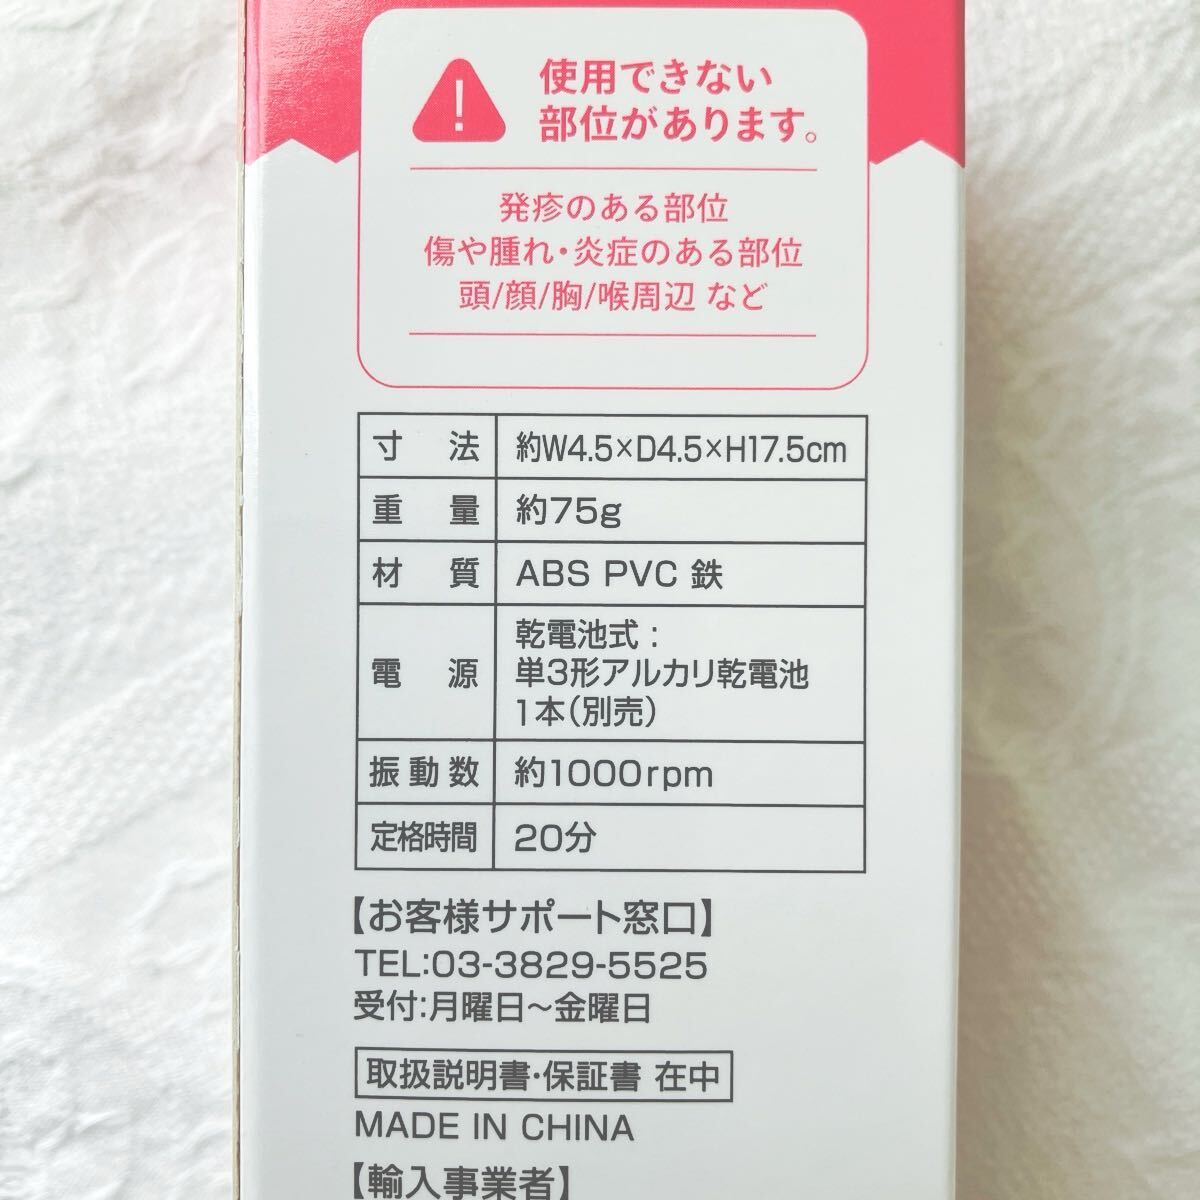 使用できない
部位があります。
発疹のある部位
傷や腫れ・炎症のある部位
頭/顔/胸/喉周辺 など
寸法 約W4.5×D4.5×H17.5cm
重量 約75g
材質 ABS PVC 鉄
電源 乾電池式：
単3形アルカリ乾電池
1本(別売)
振動数 約1000rpm
定格時間 20分
【お客様サポート窓口】
TEL:03-3829-5525
受付:月曜日〜金曜日
取扱説明書・保証書 在中
MADE IN CHINA
【輸入事業者】